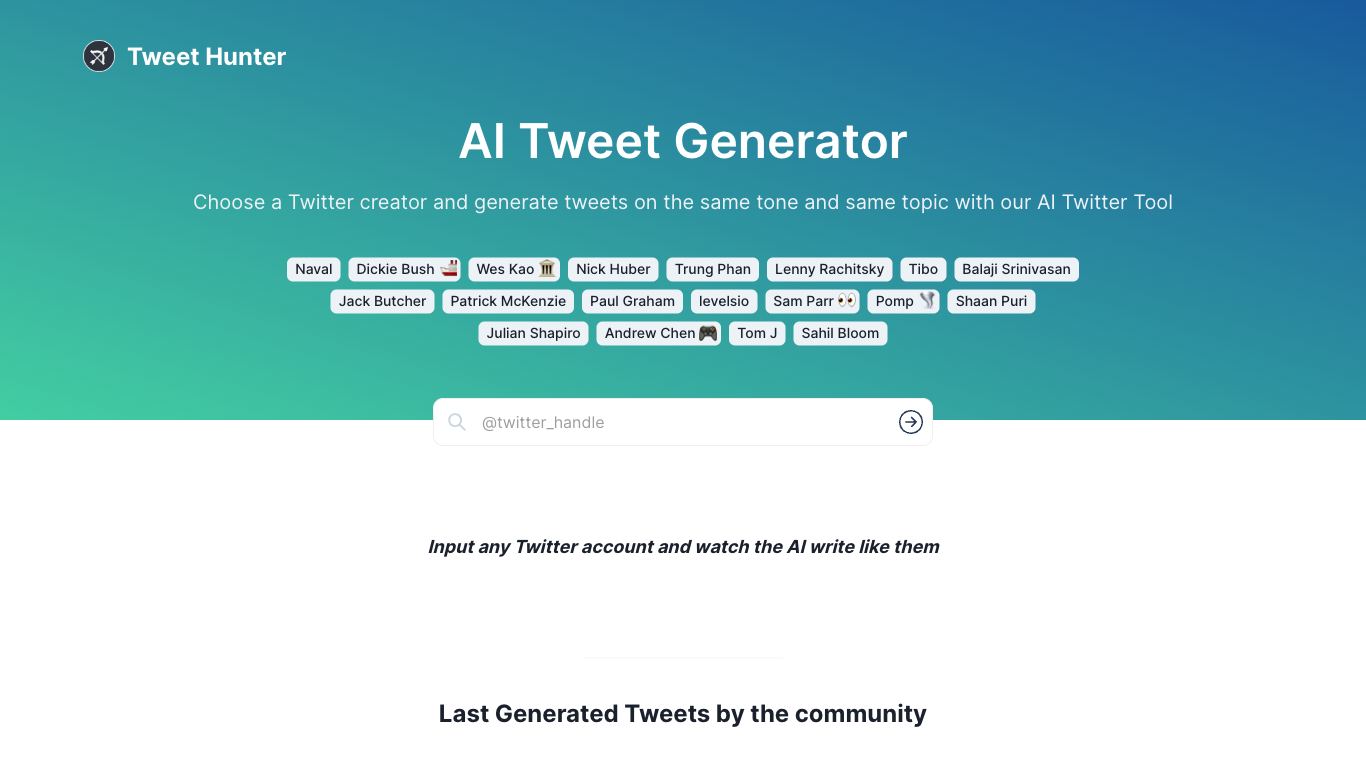 Tweet Hunter
AI Tweet Generator
Choose a Twitter creator and generate tweets on the same tone and same topic with our AI Twitter Tool
Naval Dickie Bush 🚢 Wes Kao 🏛 Nick Huber Trung Phan Lenny Rachitsky Tibo Balaji Srinivasan
Jack Butcher Patrick McKenzie Paul Graham levelsio Sam Parr 👀 Pomp 🌪 Shaan Puri
Julian Shapiro Andrew Chen 🎮 Tom J Sahil Bloom
@twitter_handle
Input any Twitter account and watch the AI write like them
Last Generated Tweets by the community